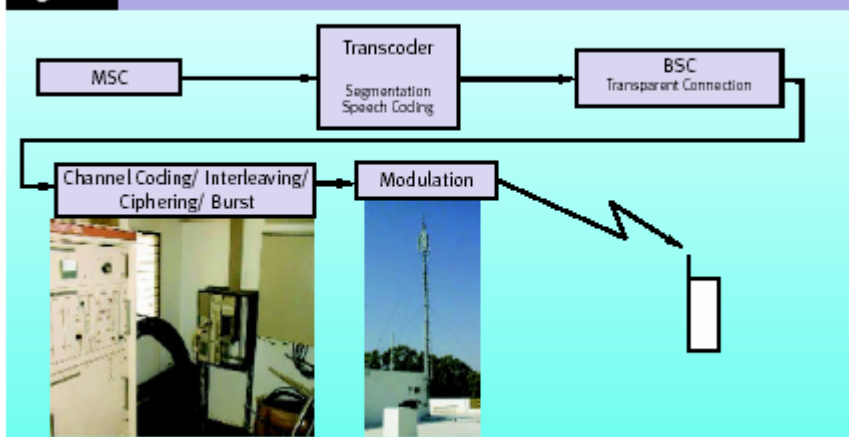 MSC
Transcoder
Segmentation
Speech Coding
BSC
Transparent Connection
Channel Coding/ Interleaving/
Ciphering/ Burst
Modulation